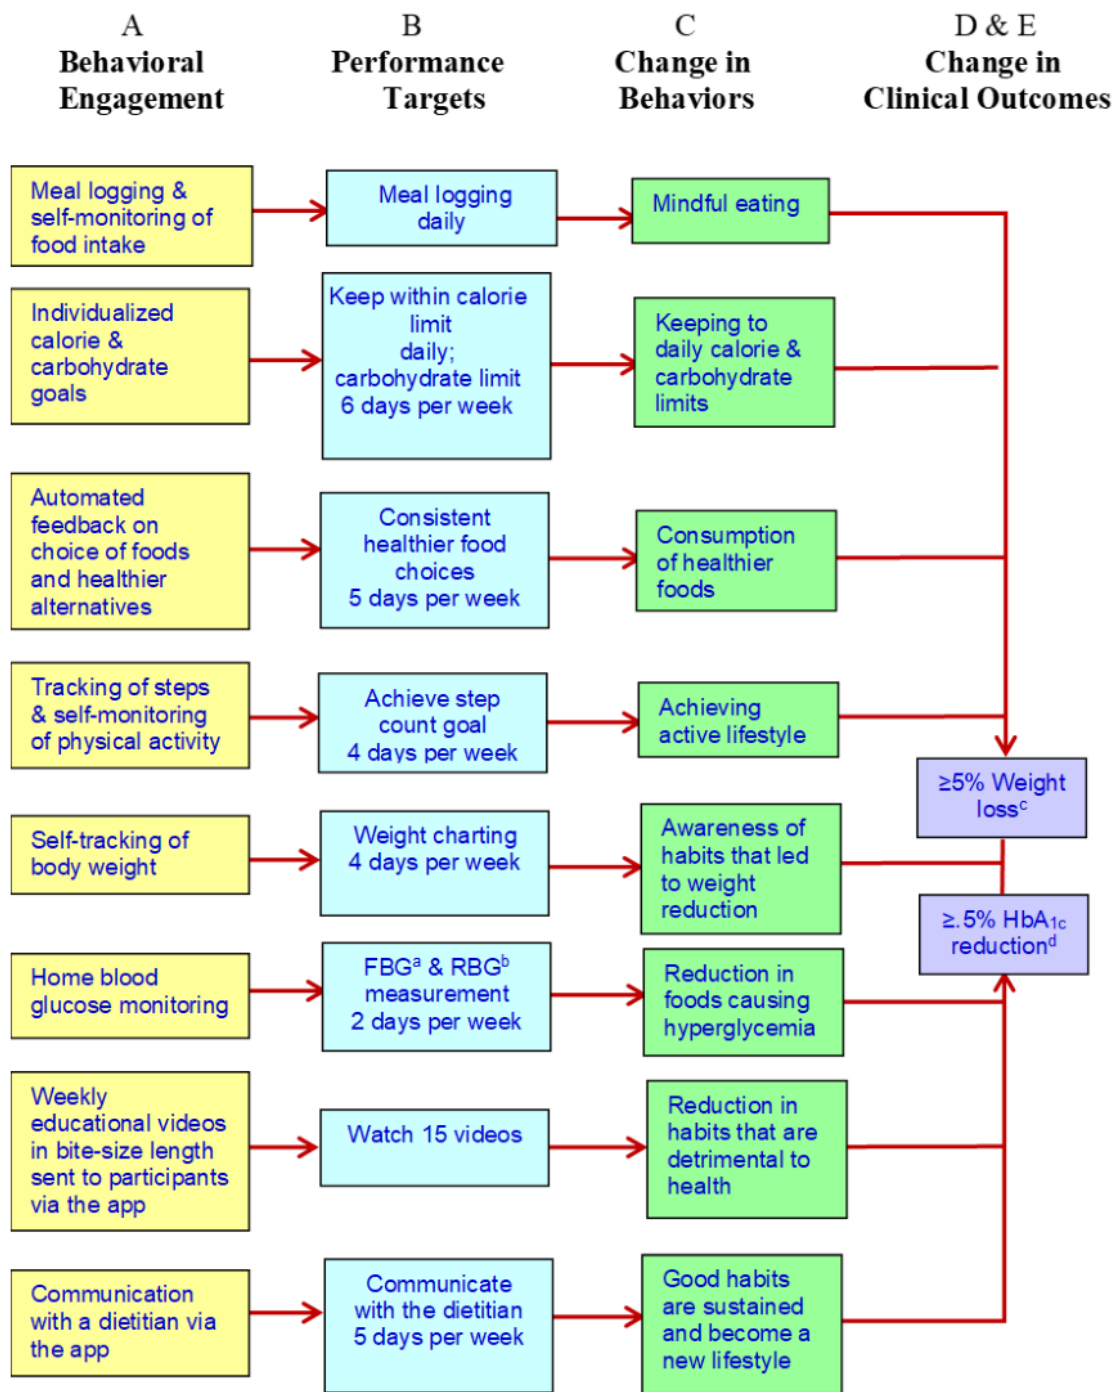 A
Behavioral
Engagement
B
Performance
Targets
C
Change in
Behaviors
D & E
Change in
Clinical Outcomes
Meal logging &
self-monitoring of
food intake
Meal logging
daily
Mindful eating
Individualized
calorie &
carbohydrate
goals
Keep within calorie
limit
daily;
carbohydrate limit
6 days per week
Keeping to
daily calorie &
carbohydrate
limits
Automated
feedback on
choice of foods
and healthier
alternatives
Consistent
healthier food
choices
5 days per week
Consumption
of healthier
foods
Tracking of steps
& self-monitoring
of physical activity
Achieve step
count goal
4 days per week
Achieving
active lifestyle
≥5% Weight
lossᶜ
Self-tracking of
body weight
Weight charting
4 days per week
Awareness of
habits that led
to weight
reduction
≥.5% HbA₁c
reductionᵈ
Home blood
glucose monitoring
FBGᵃ & RBGᵇ
measurement
2 days per week
Reduction in
foods causing
hyperglycemia
Weekly
educational videos
in bite-size length
sent to participants
via the app
Watch 15 videos
Reduction in
habits that are
detrimental to
health
Communication
with a dietitian via
the app
Communicate
with the dietitian
5 days per week
Good habits
are sustained
and become a
new lifestyle